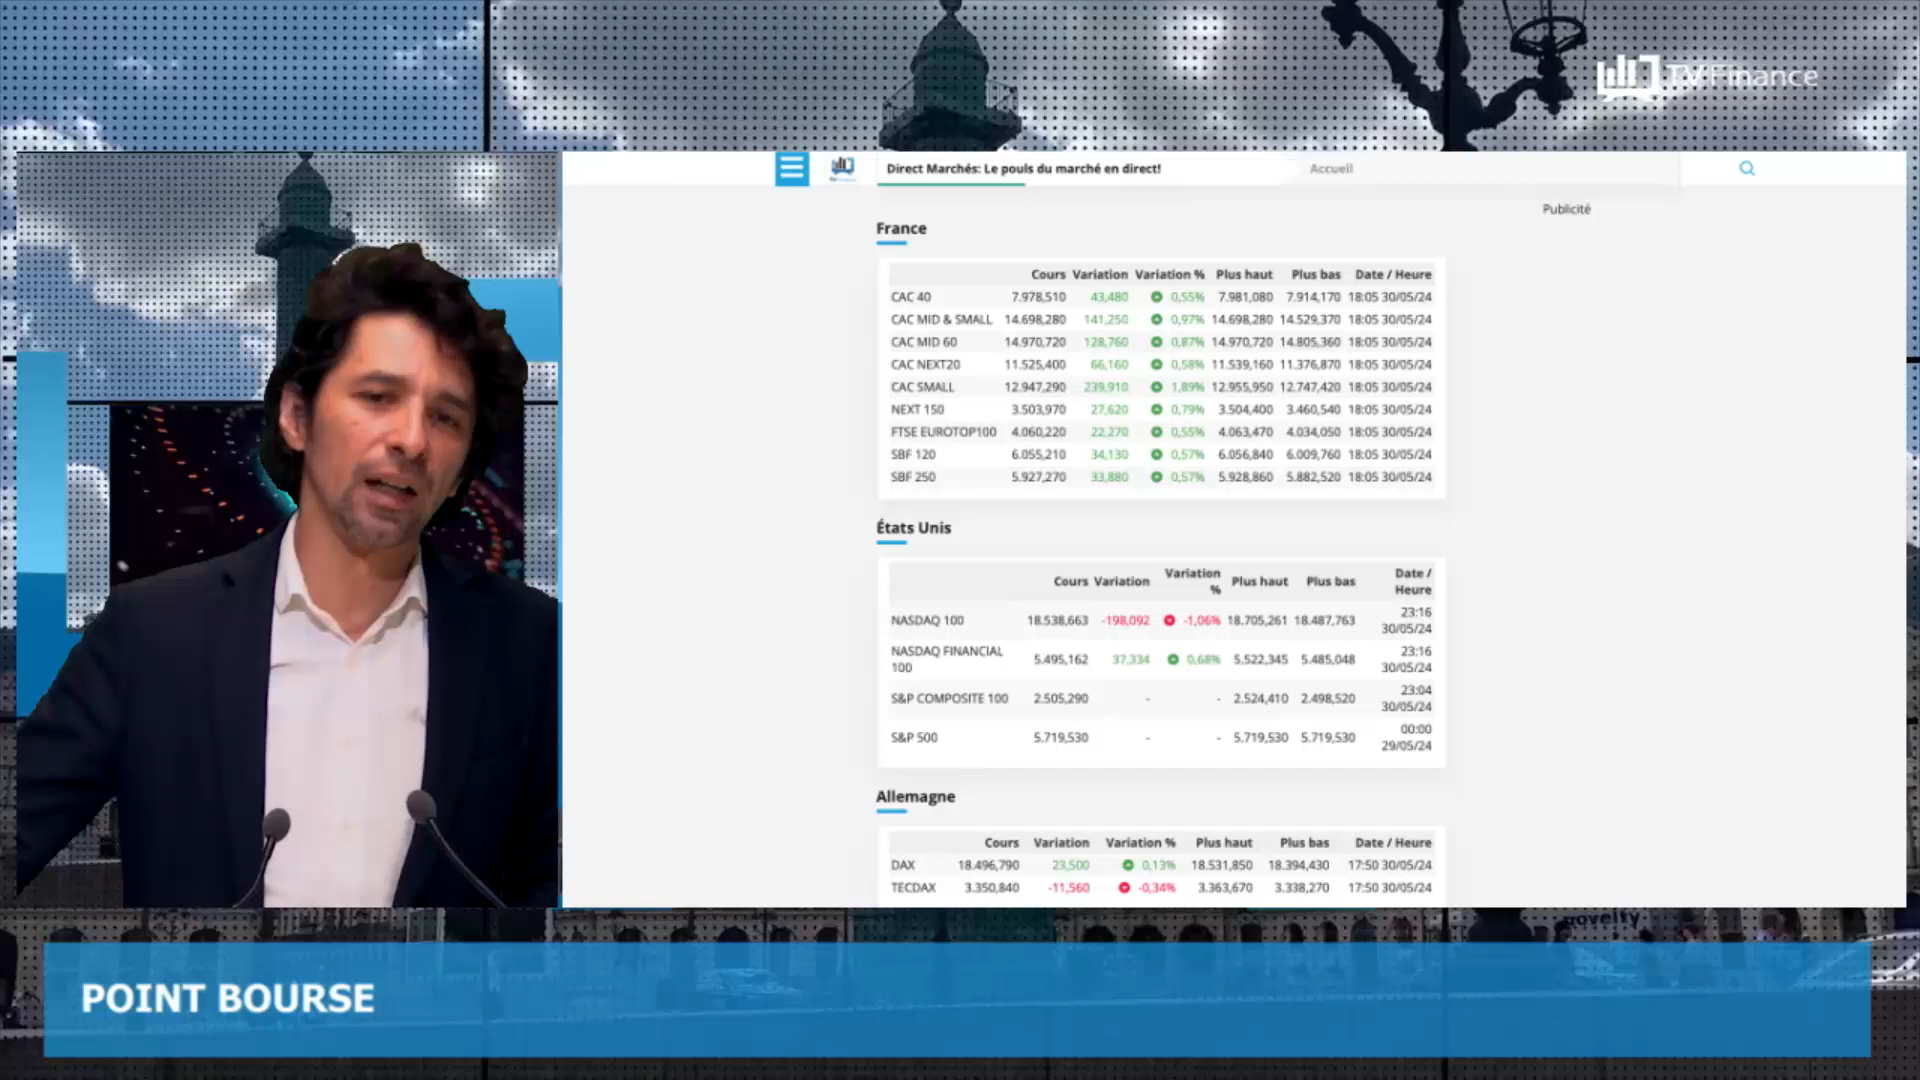 TVFinance
Direct Marchés: Le pouls du marché en direct! Accueil
Publicité
France
Cours Variation Variation % Plus haut Plus bas Date / Heure
CAC 40 7.978,510 43,480 0,55% 7.981,080 7.914,170 18:05 30/05/24
CAC MID & SMALL 14.698,280 141,250 0,97% 14.698,280 14.529,370 18:05 30/05/24
CAC MID 60 14.970,720 128,760 0,87% 14.970,720 14.805,360 18:05 30/05/24
CAC NEXT20 11.525,400 66,160 0,58% 11.539,160 11.376,870 18:05 30/05/24
CAC SMALL 12.947,290 239,910 1,89% 12.955,950 12.747,420 18:05 30/05/24
NEXT 150 3.503,970 27,620 0,79% 3.504,400 3.460,540 18:05 30/05/24
FTSE EUROTOP100 4.060,220 22,270 0,55% 4.063,470 4.034,050 18:05 30/05/24
SBF 120 6.055,210 34,130 0,57% 6.056,840 6.009,760 18:05 30/05/24
SBF 250 5.927,270 33,880 0,57% 5.928,860 5.882,520 18:05 30/05/24
États Unis
Cours Variation Variation % Plus haut Plus bas Date / Heure
NASDAQ 100 18.538,663 -198,092 -1,06% 18.705,261 18.487,763 23:16 30/05/24
NASDAQ FINANCIAL 100 5.495,162 37,334 0,68% 5.522,345 5.485,048 23:16 30/05/24
S&P COMPOSITE 100 2.505,290 - - 2.524,410 2.498,520 23:04 30/05/24
S&P 500 5.719,530 - - 5.719,530 5.719,530 00:00 29/05/24
Allemagne
Cours Variation Variation % Plus haut Plus bas Date / Heure
DAX 18.496,790 23,500 0,13% 18.531,850 18.394,430 17:50 30/05/24
TECDAX 3.350,840 -11,560 -0,34% 3.363,670 3.338,270 17:50 30/05/24
novelty
POINT BOURSE